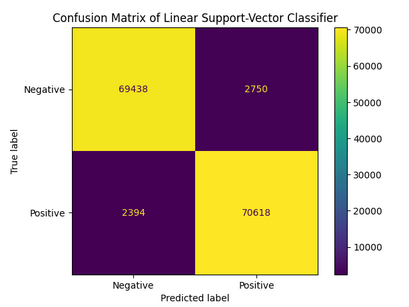 Confusion Matrix of Linear Support-Vector Classifier
70000
60000
50000
40000
30000
20000
10000
True label
Negative
69438
2750
Positive
2394
70618
Negative
Positive
Predicted label